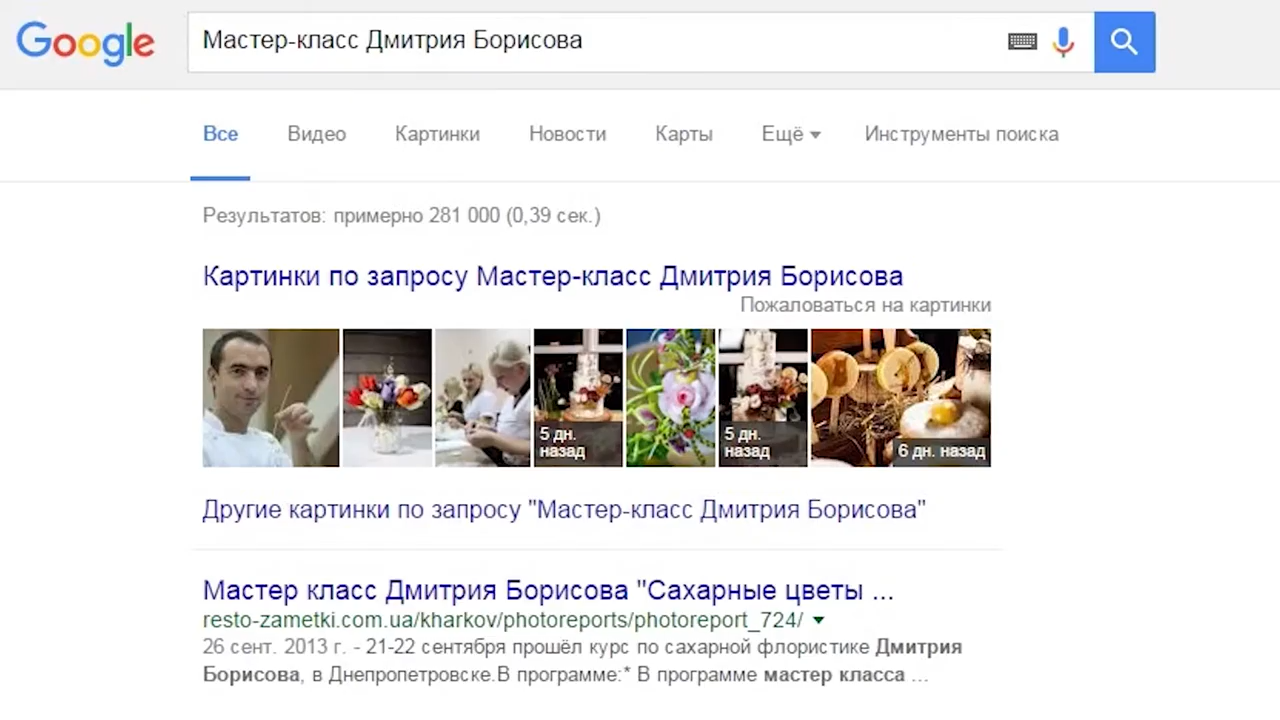 Google
Мастер-класс Дмитрия Борисова
Все Видео Картинки Новости Карты Ещё Инструменты поиска
Результатов: примерно 281 000 (0,39 сек.)
Картинки по запросу Мастер-класс Дмитрия Борисова
Пожаловаться на картинки
5 дн. назад
5 дн. назад
6 дн. назад
Другие картинки по запросу "Мастер-класс Дмитрия Борисова"
Мастер класс Дмитрия Борисова "Сахарные цветы ...
resto-zametki.com.ua/kharkov/photoreports/photoreport_724/
26 сент. 2013 г. - 21-22 сентября прошёл курс по сахарной флористике Дмитрия
Борисова, в Днепропетровске.В программе:* В программе мастер класса ...